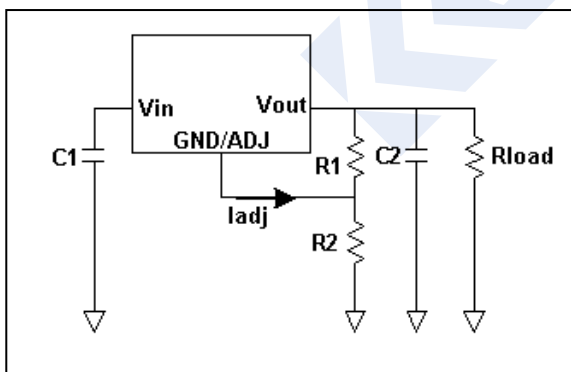 Vin
Vout
GND/ADJ
C1
R1
C2
Rload
Iadj
R2